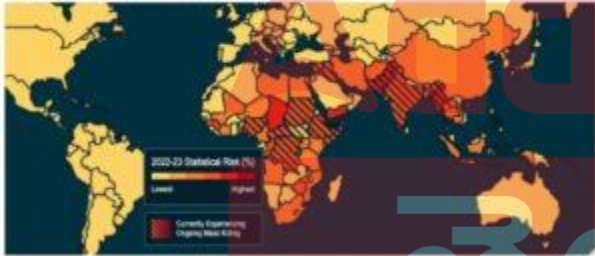 2022-23 Statistical Risk (%)
Lowest Highest
Currently Experiencing
Ongoing Mass Killing